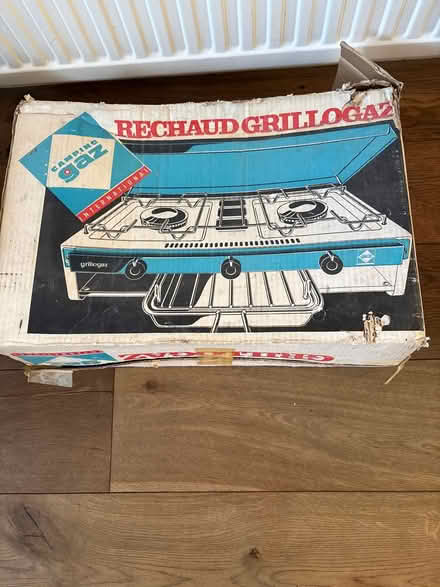 RECHAUD GRILLOGAZ
CAMPING
gaz
INTERNATIONAL
grillogaz